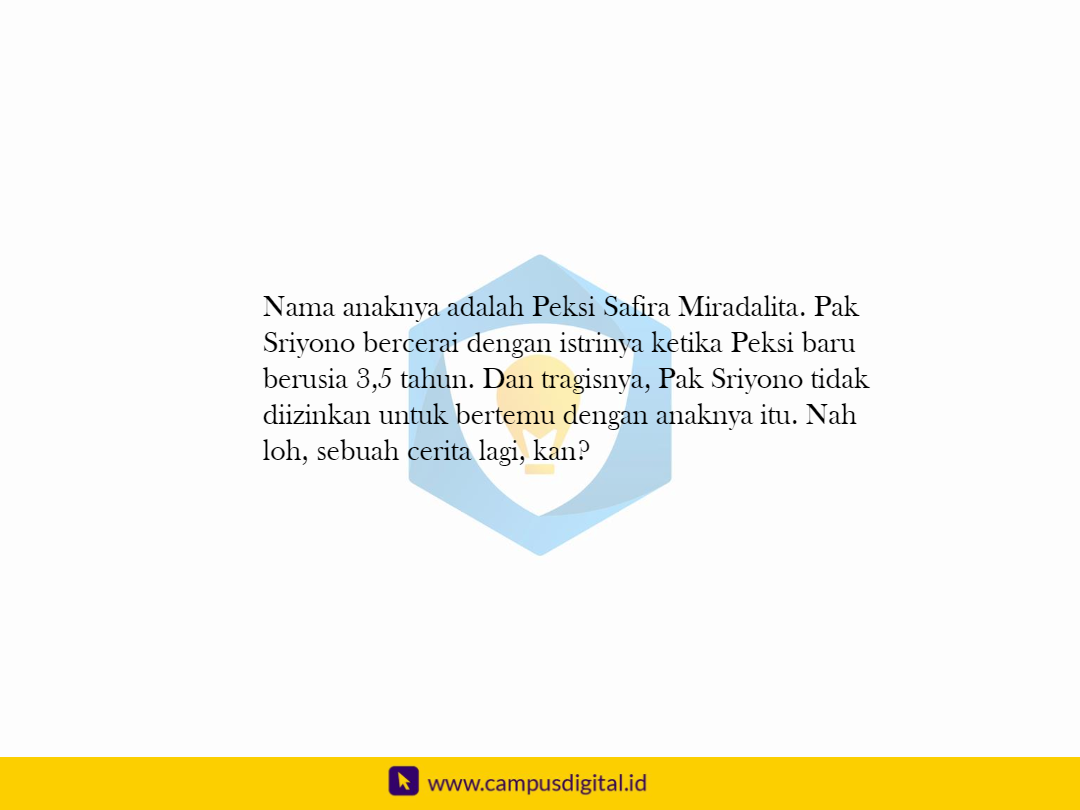 Nama anaknya adalah Peksi Safira Miradalita. Pak
Sriyono bercerai dengan istrinya ketika Peksi baru
berusia 3,5 tahun. Dan tragisnya, Pak Sriyono tidak
diizinkan untuk bertemu dengan anaknya itu. Nah
loh, sebuah cerita lagi, kan?
www.campusdigital.id